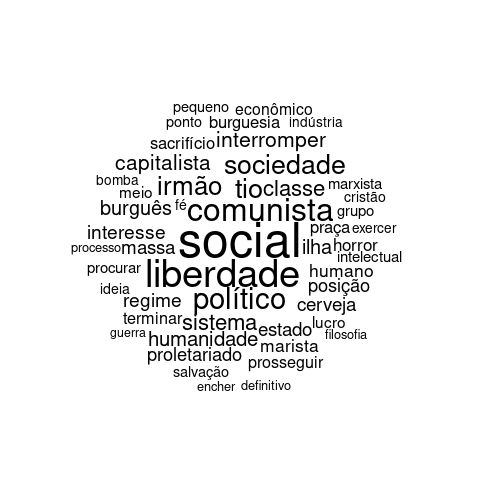 pequeno econômico
ponto burguesia indústria
sacrifício interromper
capitalista sociedade
bomba irmão tio classe marxista
meio cristão
burguês fé comunista grupo
interesse social praça exercer
processo massa ilha horror
intelectual
procurar liberdade humano
ideia posição
regime político cerveja
terminar sistema estado lucro
guerra humanidade filosofia
proletariado marista
prosseguir
salvação
encher definitivo